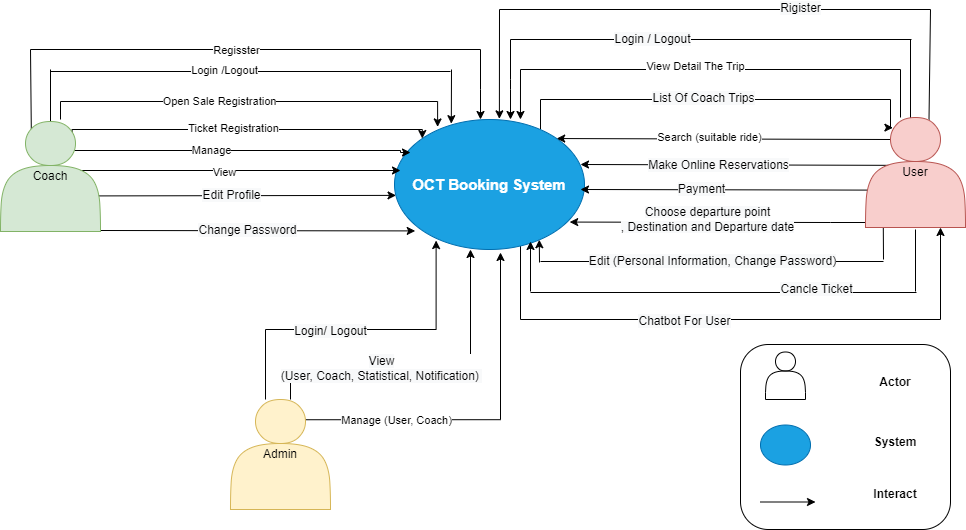 Rigister
Regisster
Login / Logout
Login /Logout
View Detail The Trip
Open Sale Registration
List Of Coach Trips
Ticket Registration
Search (suitable ride)
Manage
Make Online Reservations
View
Coach
User
OCT Booking System
Payment
Edit Profile
Choose departure point
, Destination and Departure date
Change Password
Edit (Personal Information, Change Password)
Cancle Ticket
Chatbot For User
Login/ Logout
View
(User, Coach, Statistical, Notification)
Manage (User, Coach)
Admin
Actor
System
Interact